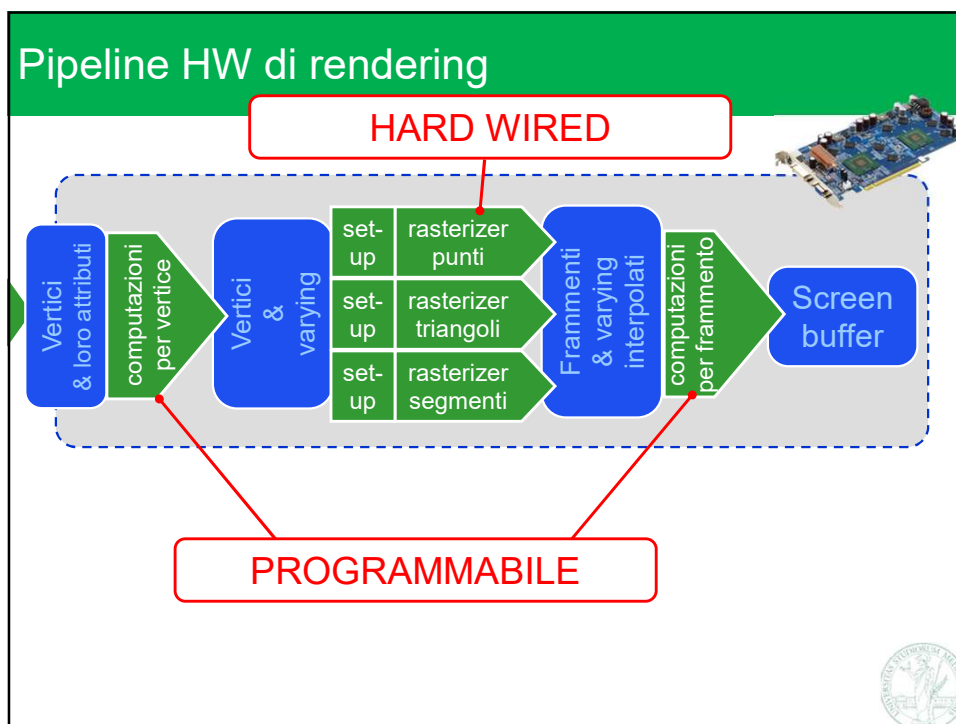 Pipeline HW di rendering
HARD WIRED
Vertici
& loro attributi
computazioni
per vertice
Vertici
&
varying
set-
up
rasterizer
punti
set-
up
rasterizer
triangoli
set-
up
rasterizer
segmenti
Frammenti
& varying
interpolati
computazioni
per frammento
Screen
buffer
PROGRAMMABILE